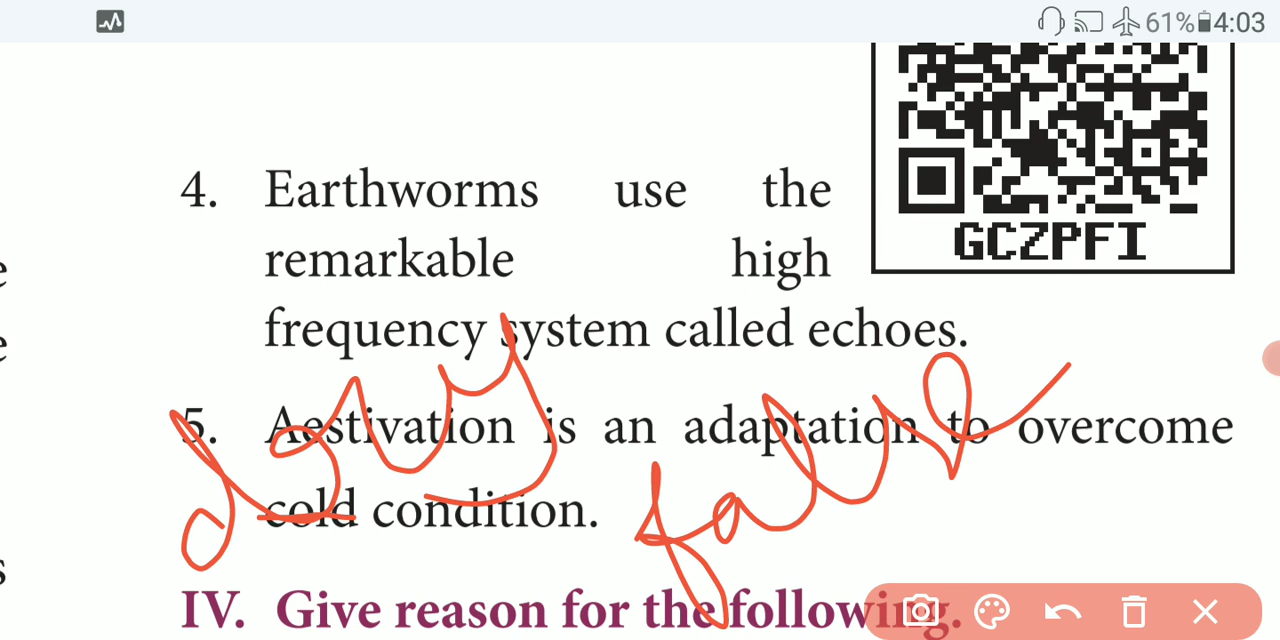 61% 4:03
4. Earthworms use the
remarkable high
frequency system called echoes.
GCZPFI
5. Aestivation is an adaptation to overcome
cold condition.
dry
false
IV. Give reason for the following.
e
e
s